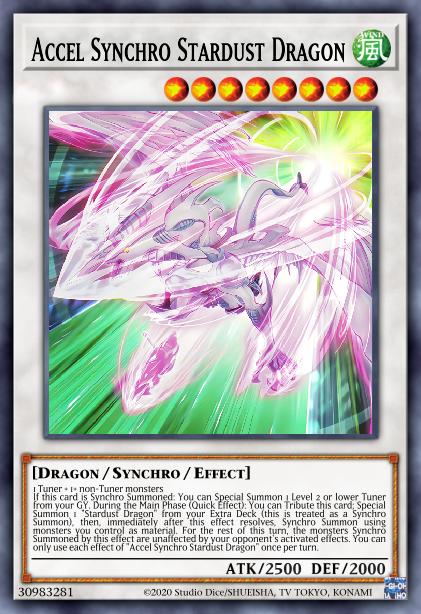 ACCEL SYNCHRO STARDUST DRAGON
WIND
風
[DRAGON / SYNCHRO / EFFECT]
1 Tuner + 1+ non-Tuner monsters
If this card is Synchro Summoned: You can Special Summon 1 Level 2 or lower Tuner
from your GY. During the Main Phase (Quick Effect): You can Tribute this card; Special
Summon 1 "Stardust Dragon" from your Extra Deck (this is treated as a Synchro
Summon), then, immediately after this effect resolves, Synchro Summon using
monsters you control as material. For the rest of this turn, the monsters Synchro
Summoned by this effect are unaffected by your opponent's activated effects. You can
only use each effect of "Accel Synchro Stardust Dragon" once per turn.
ATK/2500 DEF/2000
30983281
©2020 Studio Dice/SHUEISHA, TV TOKYO, KONAMI